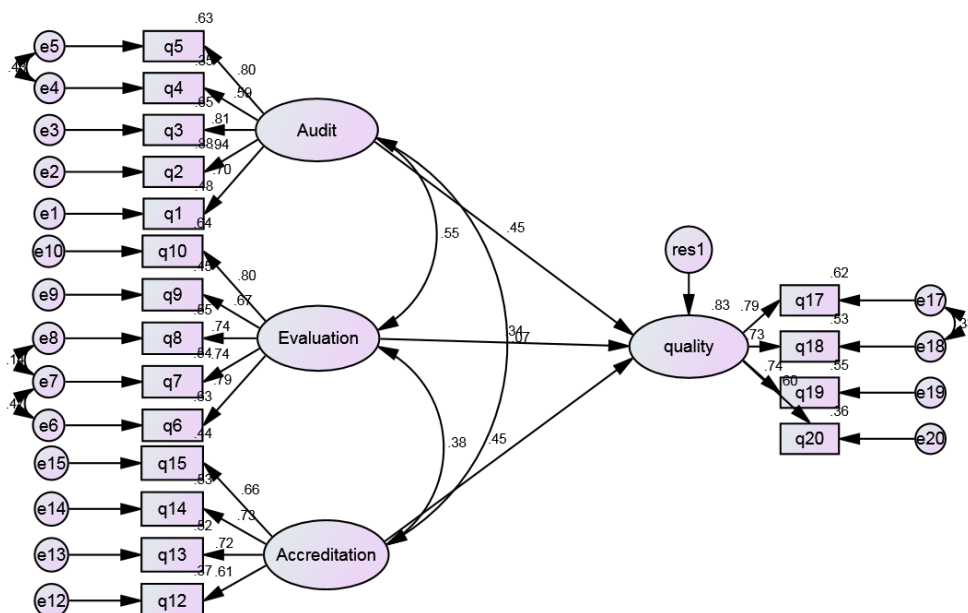 .63
e5
q5
.80
e4
q4
.59
e3
q3
.81
Audit
e2
q2
.94
.70
e1
q1
.48
.64
e10
q10
.55
.45
.80
e9
q9
.67
res1
.62
e8
q8
.74
Evaluation
.83
.79
q17
e17
.53
e7
q7
.74
.79
quality
.73
q18
e18
.55
e6
q6
.74
.60
q19
e19
.44
.36
e15
q15
.38
.45
q20
e20
.66
e14
q14
.73
e13
q13
.72
Accreditation
.37
.61
e12
q12